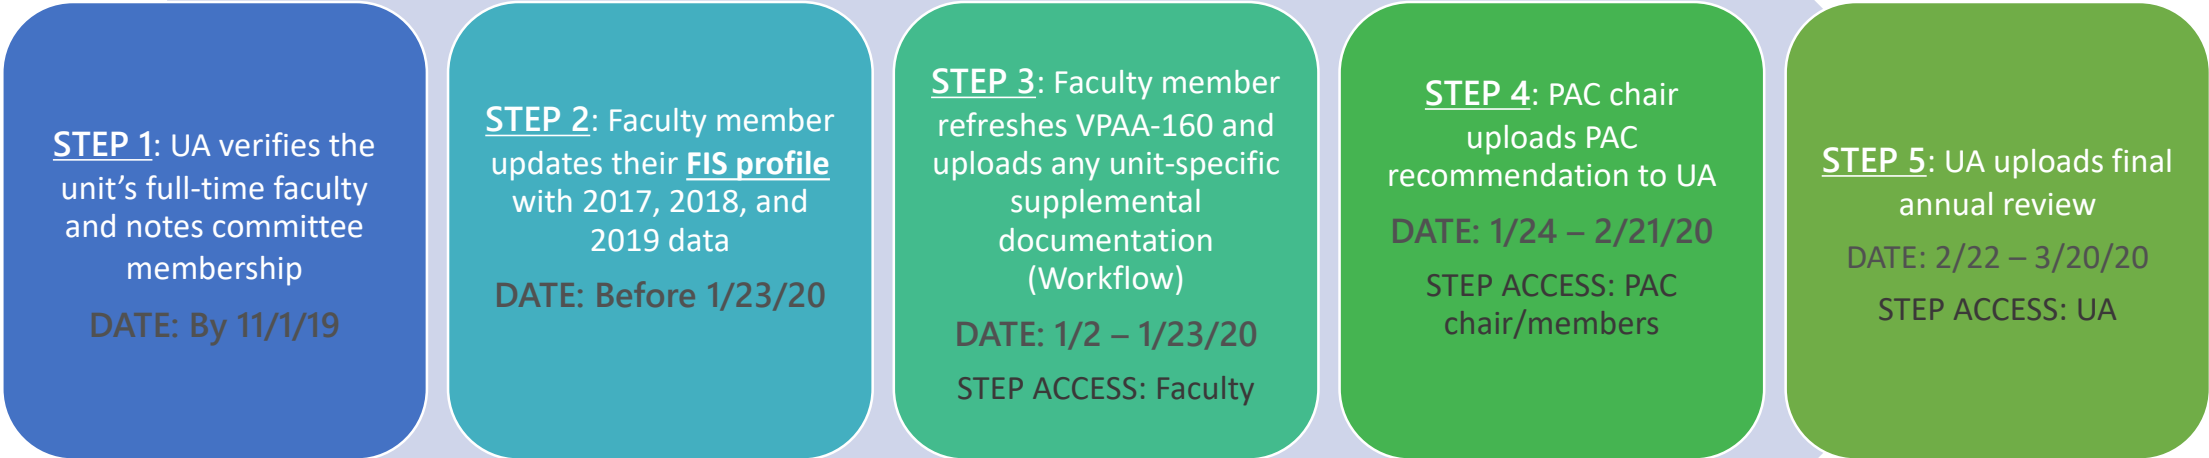 STEP 1: UA verifies the
unit's full-time faculty
and notes committee
membership
DATE: By 11/1/19
STEP 2: Faculty member
updates their FIS profile
with 2017, 2018, and
2019 data
DATE: Before 1/23/20
STEP 3: Faculty member
refreshes VPAA-160 and
uploads any unit-specific
supplemental
documentation
(Workflow)
DATE: 1/2 – 1/23/20
STEP ACCESS: Faculty
STEP 4: PAC chair
uploads PAC
recommendation to UA
DATE: 1/24 – 2/21/20
STEP ACCESS: PAC
chair/members
STEP 5: UA uploads final
annual review
DATE: 2/22 – 3/20/20
STEP ACCESS: UA